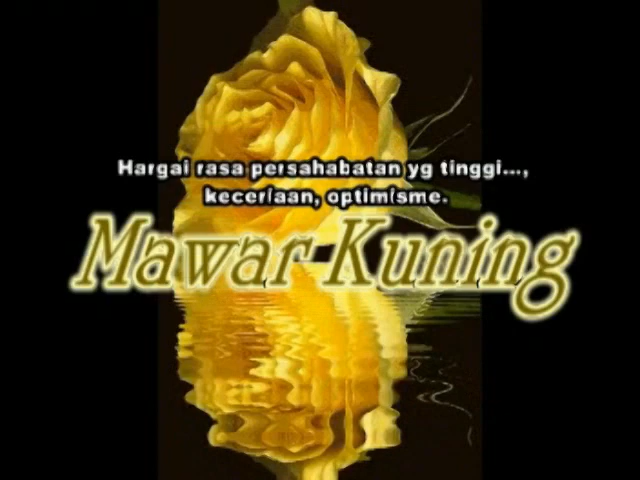 Hargai rasa persahabatan yg tinggi...,
keceriaan, optimisme.
Mawar Kuning